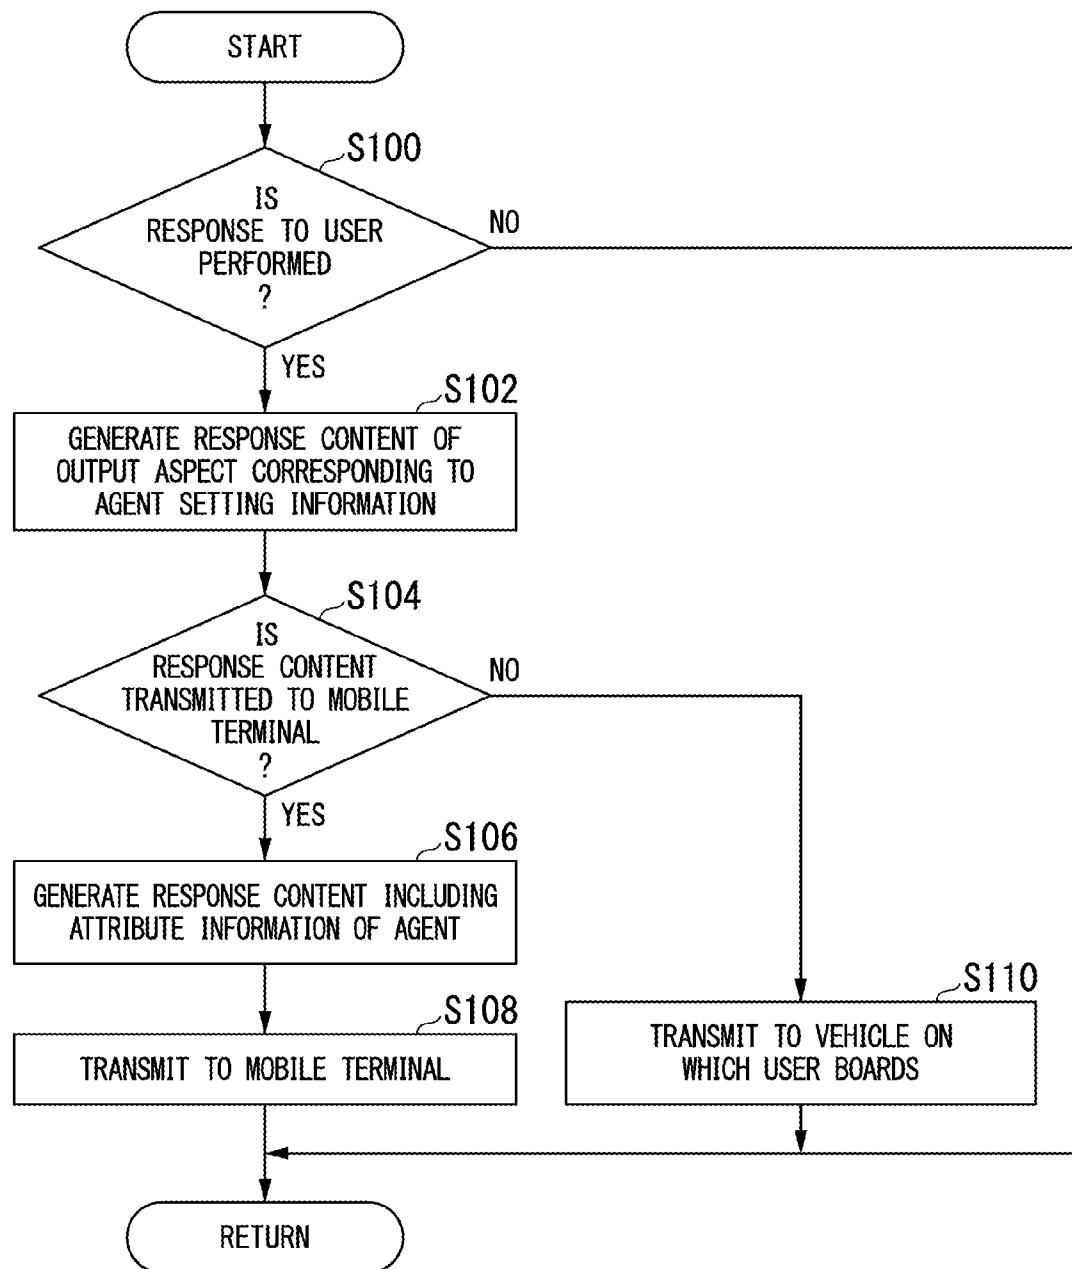 START
S100
IS
RESPONSE TO USER
PERFORMED
?
NO
YES
S102
GENERATE RESPONSE CONTENT OF
OUTPUT ASPECT CORRESPONDING TO
AGENT SETTING INFORMATION
S104
IS
RESPONSE CONTENT
TRANSMITTED TO MOBILE
TERMINAL
?
NO
YES
S106
GENERATE RESPONSE CONTENT INCLUDING
ATTRIBUTE INFORMATION OF AGENT
S108
TRANSMIT TO MOBILE TERMINAL
S110
TRANSMIT TO VEHICLE ON
WHICH USER BOARDS
RETURN